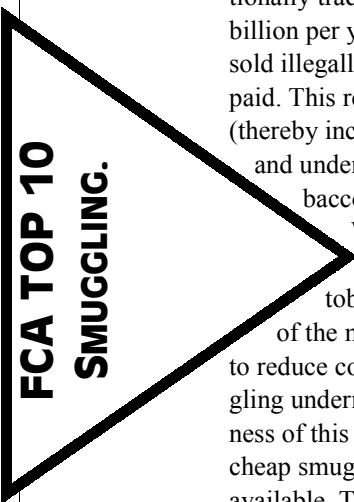 FCA TOP 10
SMUGGLING.
tionally trac
billion per y
sold illegall
paid. This re
(thereby inc
and under
bacco
tob
of the
to reduce co
gling under
ness of this
cheap smug
available. T